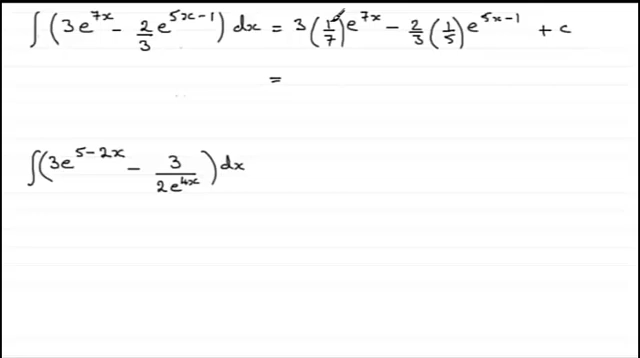 ∫(3e^{7x} - 2/3 e^{5x-1}) dx = 3(1/7)e^{7x} - 2/3(1/5)e^{5x-1} + c
=
∫(3e^{5-2x} - 3/(2e^{4x}))dx